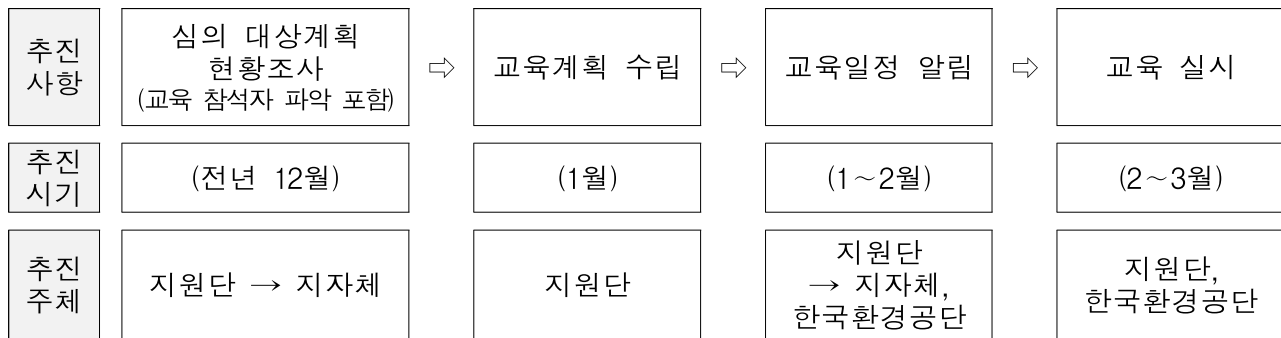 추진
사항
심의 대상계획
현황조사
(교육 참석자 파악 포함)
⇨
교육계획 수립
⇨
교육일정 알림
⇨
교육 실시
추진
시기
(전년 12월)
(1월)
(1~2월)
(2~3월)
추진
주체
지원단 → 지자체
지원단
지원단
→ 지자체,
한국환경공단
지원단,
한국환경공단